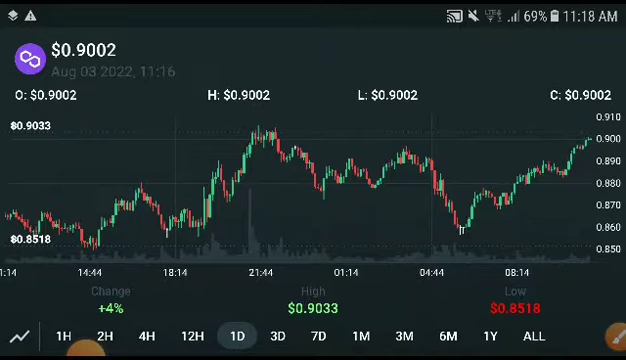 69% 11:18 AM
$0.9002
Aug 03 2022, 11:16
O: $0.9002 H: $0.9002 L: $0.9002 C: $0.9002
0.910
$0.9033
0.900
0.890
0.880
0.870
0.860
$0.8518
0.850
1:14 14:44 18:14 21:44 01:14 04:44 08:14
Change High Low
+4% $0.9033 $0.8518
1H 2H 4H 12H 1D 3D 7D 1M 3M 6M 1Y ALL